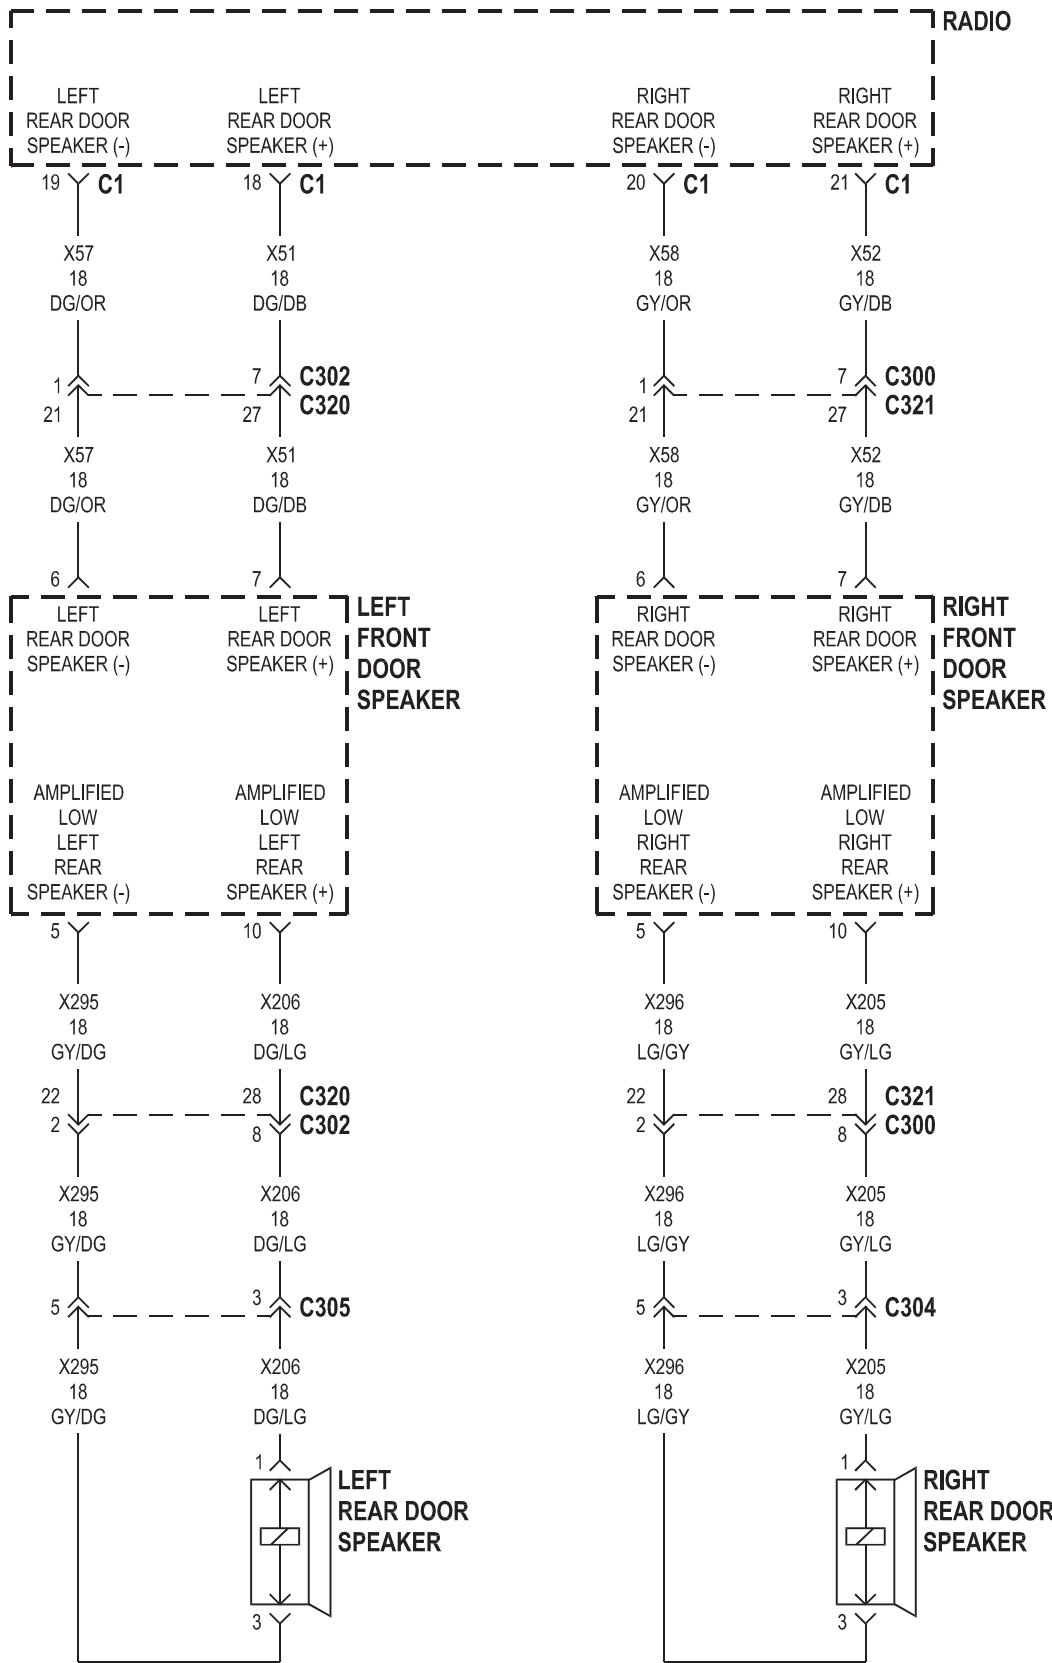 RADIO
LEFT LEFT RIGHT RIGHT
REAR DOOR REAR DOOR REAR DOOR REAR DOOR
SPEAKER (-) SPEAKER (+) SPEAKER (-) SPEAKER (+)
19 C1 18 C1 20 C1 21 C1
X57 X51 X58 X52
18 18 18 18
DG/OR DG/DB GY/OR GY/DB
1 7 C302 1 7 C300
21 27 C320 21 27 C321
X57 X51 X58 X52
18 18 18 18
DG/OR DG/DB GY/OR GY/DB
6 7 6 7
LEFT LEFT LEFT RIGHT RIGHT RIGHT
REAR DOOR REAR DOOR FRONT REAR DOOR REAR DOOR FRONT
SPEAKER (-) SPEAKER (+) DOOR SPEAKER (-) SPEAKER (+) DOOR
SPEAKER SPEAKER
AMPLIFIED AMPLIFIED AMPLIFIED AMPLIFIED
LOW LOW LOW LOW
LEFT LEFT RIGHT RIGHT
REAR REAR REAR REAR
SPEAKER (-) SPEAKER (+) SPEAKER (-) SPEAKER (+)
5 10 5 10
X295 X206 X296 X205
18 18 18 18
GY/DG DG/LG LG/GY GY/LG
22 28 C320 22 28 C321
2 8 C302 2 8 C300
X295 X206 X296 X205
18 18 18 18
GY/DG DG/LG LG/GY GY/LG
5 3 C305 5 3 C304
X295 X206 X296 X205
18 18 18 18
GY/DG DG/LG LG/GY GY/LG
1 LEFT 1 RIGHT
REAR DOOR REAR DOOR
SPEAKER SPEAKER
3 3